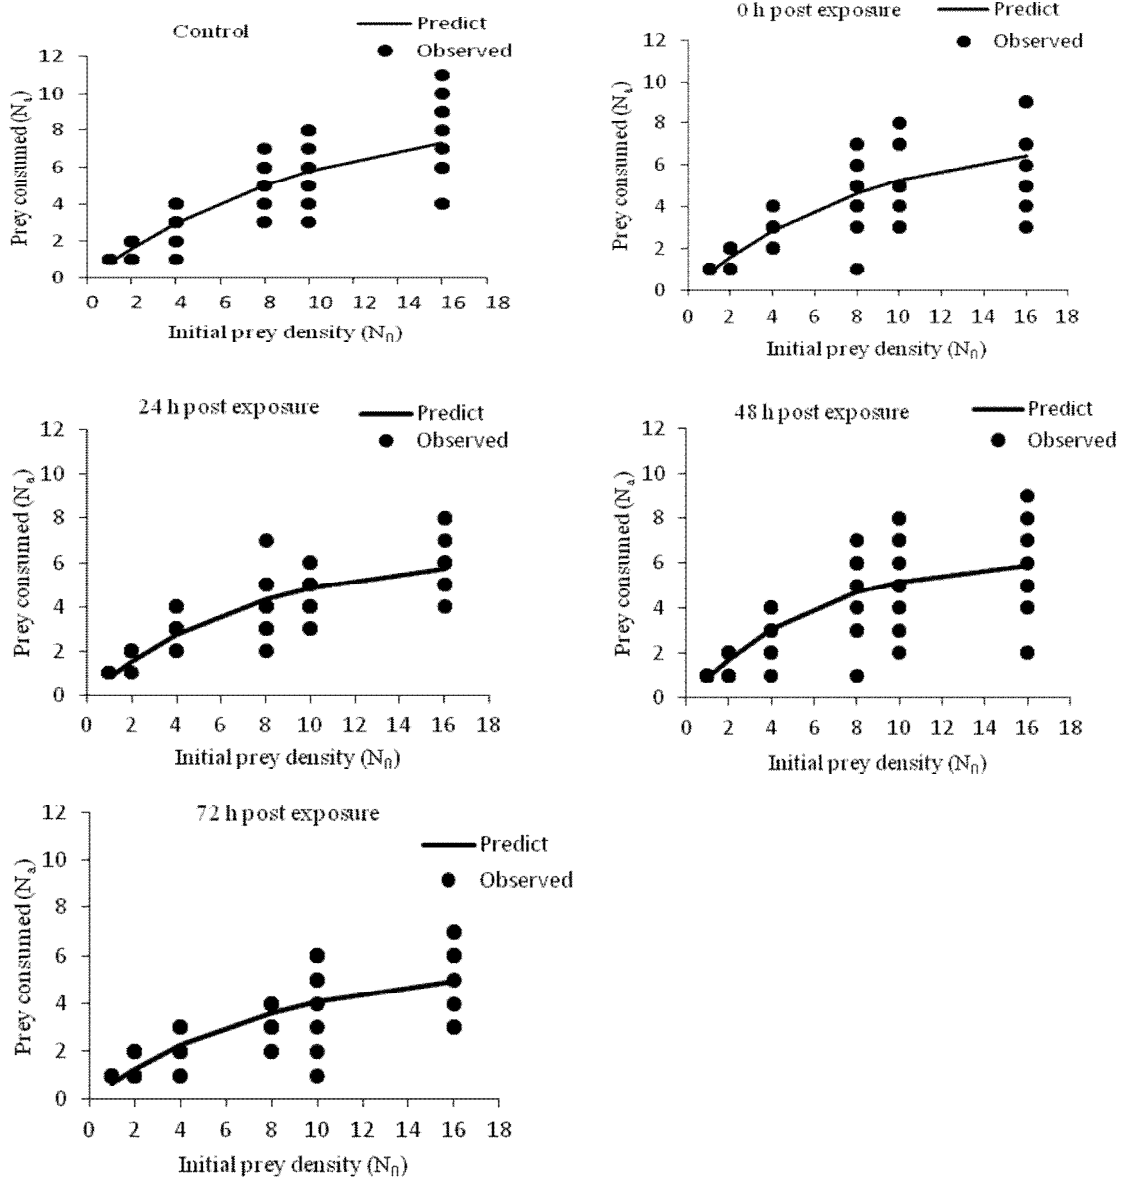 Control
Predict
Observed
12
10
8
6
4
2
0
Prey consumed (Na)
0 2 4 6 8 10 12 14 16 18
Initial prey density (N0)
0 h post exposure
Predict
Observed
12
10
8
6
4
2
0
Prey consumed (Na)
0 2 4 6 8 10 12 14 16 18
Initial prey density (N0)
24 h post exposure
Predict
Observed
12
10
8
6
4
2
0
Prey consumed (Na)
0 2 4 6 8 10 12 14 16 18
Initial prey density (N0)
48 h post exposure
Predict
Observed
12
10
8
6
4
2
0
Prey consumed (Na)
0 2 4 6 8 10 12 14 16 18
Initial prey density (N0)
72 h post exposure
Predict
Observed
12
10
8
6
4
2
0
Prey consumed (Na)
0 2 4 6 8 10 12 14 16 18
Initial prey density (N0)